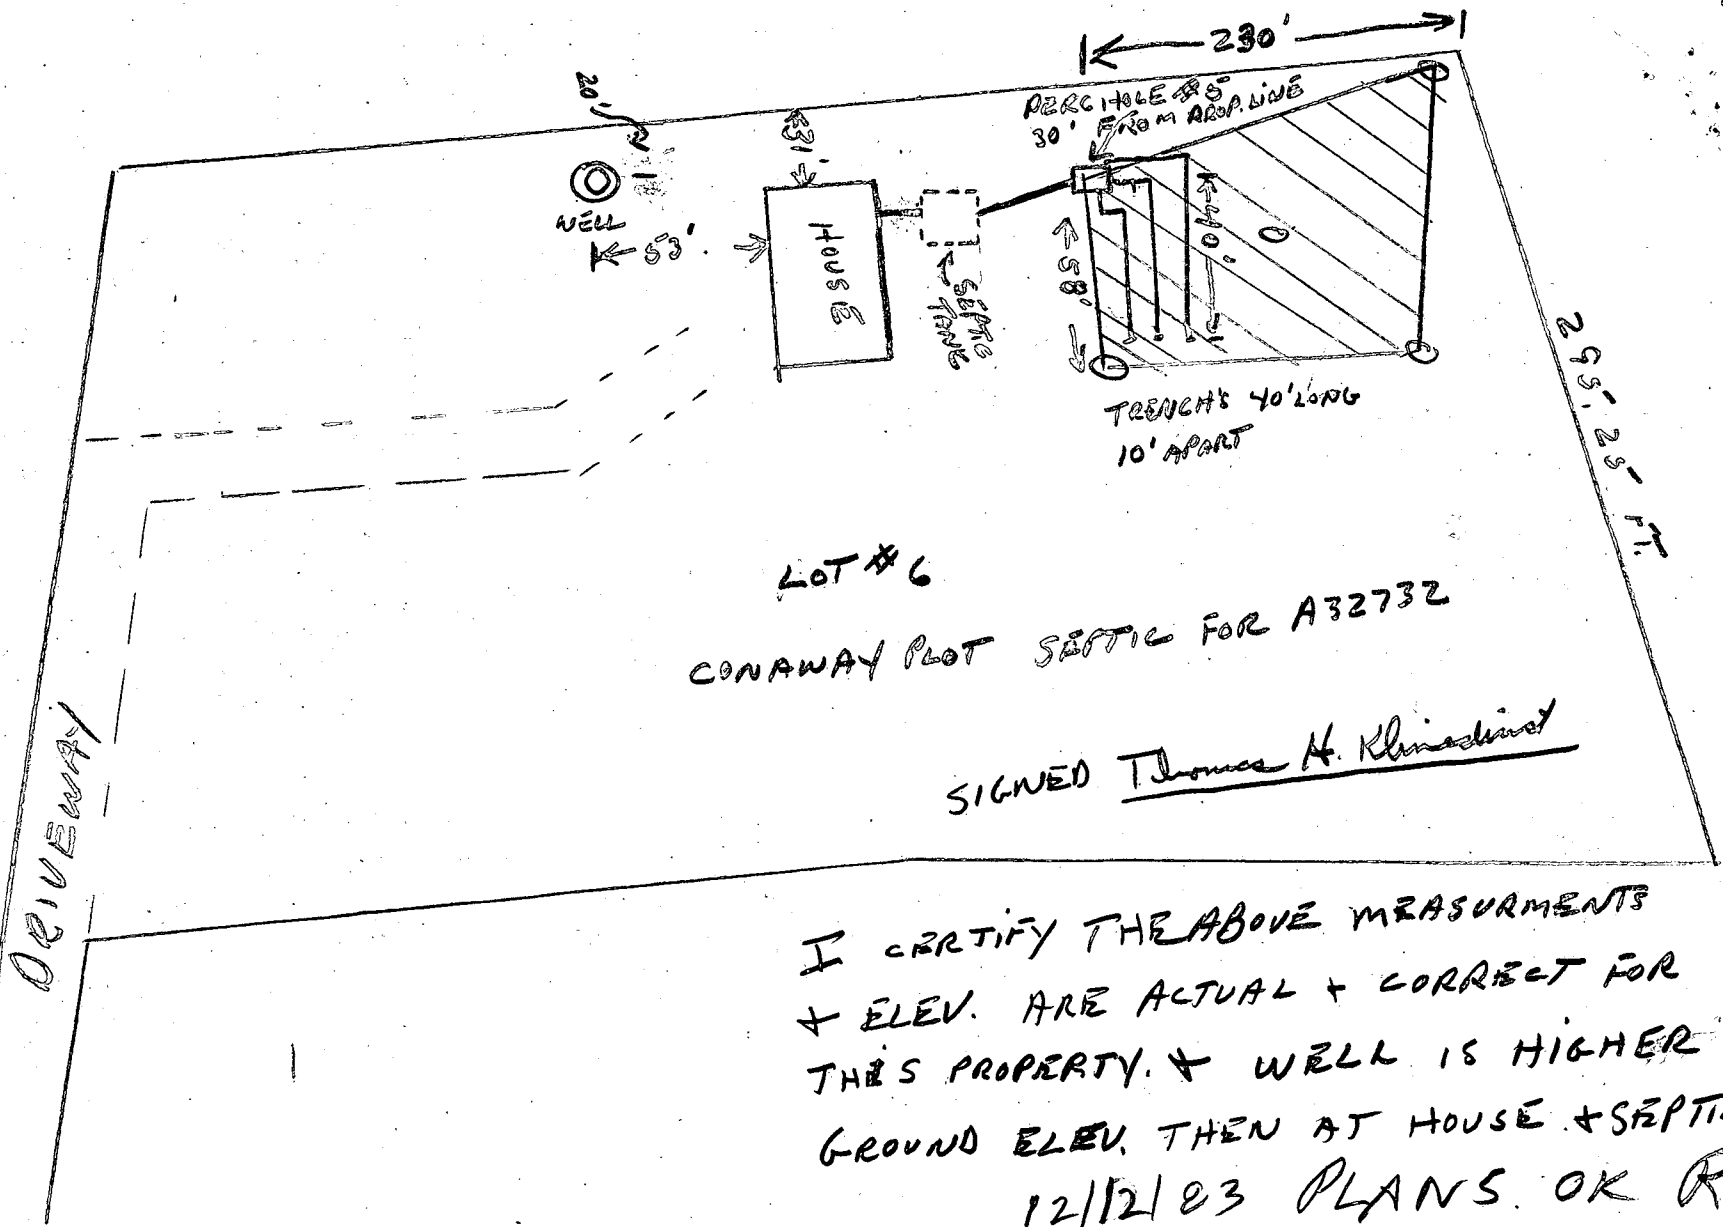 230'
20'
PERC HOLE #5
30' FROM PROP. LINE
31'
WELL
53'
HOUSE
SEPTIC
TANK
58'
40'
TRENCH'S 40' LONG
10' APART
295.25 FT.
LOT # 6
CONAWAY PLOT SEPTIC FOR A32732
SIGNED Thomas H. Klinedinst
DRIVEWAY
I CERTIFY THE ABOVE MEASURMENTS
+ ELEV. ARE ACTUAL + CORRECT FOR
THIS PROPERTY. + WELL IS HIGHER
GROUND ELEV. THEN AT HOUSE + SEPTI
12/12/83 PLANS OK R